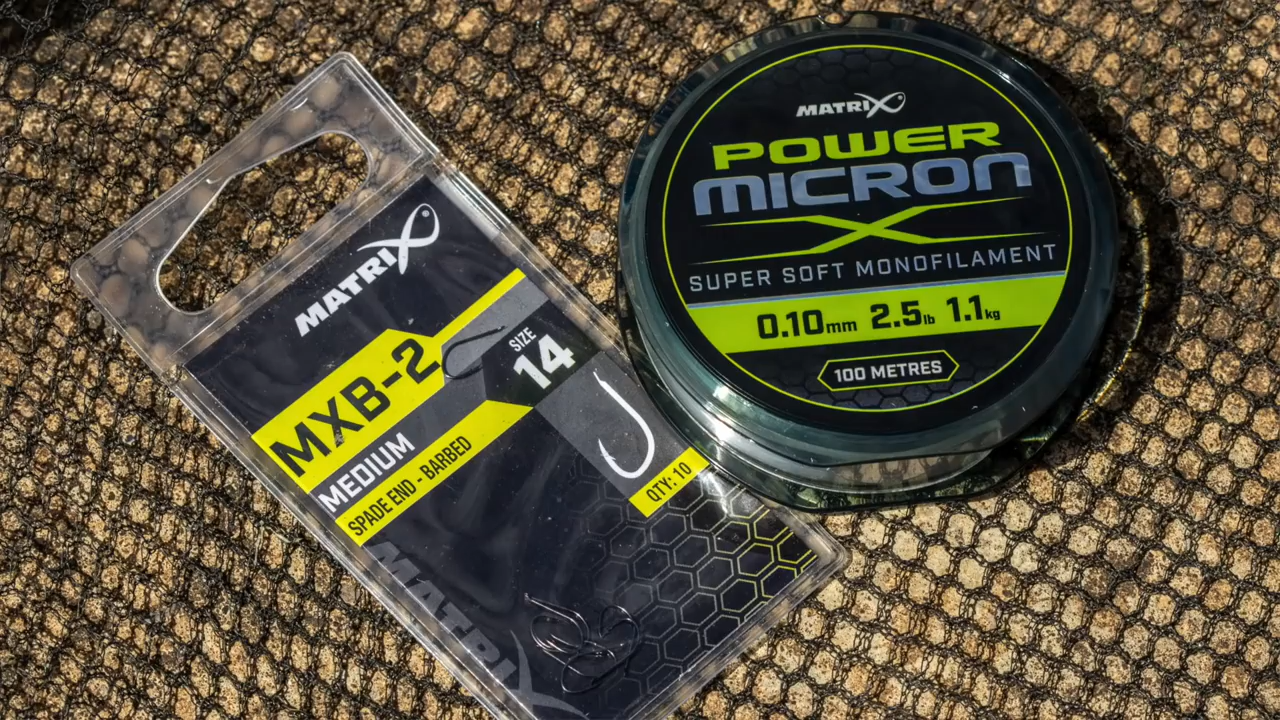 MATRIX
MXB-2
SIZE
14
MEDIUM
SPADE END - BARBED
QTY: 10
MATRIX
MATRIX
POWER
MICRON
X
SUPER SOFT MONOFILAMENT
0.10mm 2.5lb 1.1kg
100 METRES